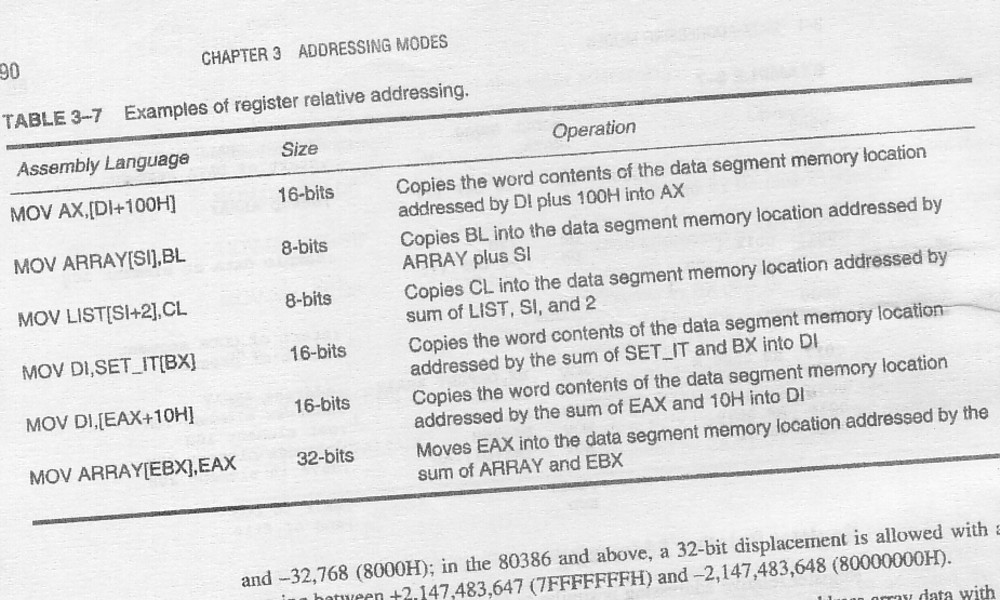 90
CHAPTER 3 ADDRESSING MODES
TABLE 3–7 Examples of register relative addressing.
Assembly Language Size Operation
MOV AX,[DI+100H] 16-bits Copies the word contents of the data segment memory location
addressed by DI plus 100H into AX
MOV ARRAY[SI],BL 8-bits Copies BL into the data segment memory location addressed by
ARRAY plus SI
MOV LIST[SI+2],CL 8-bits Copies CL into the data segment memory location addressed by
sum of LIST, SI, and 2
MOV DI,SET_IT[BX] 16-bits Copies the word contents of the data segment memory location
addressed by the sum of SET_IT and BX into DI
MOV DI,[EAX+10H] 16-bits Copies the word contents of the data segment memory location
addressed by the sum of EAX and 10H into DI
MOV ARRAY[EBX],EAX 32-bits Moves EAX into the data segment memory location addressed by the
sum of ARRAY and EBX
and –32,768 (8000H); in the 80386 and above, a 32-bit displacement is allowed with a
between +2,147,483,647 (7FFFFFFFH) and –2,147,483,648 (80000000H).
array data with